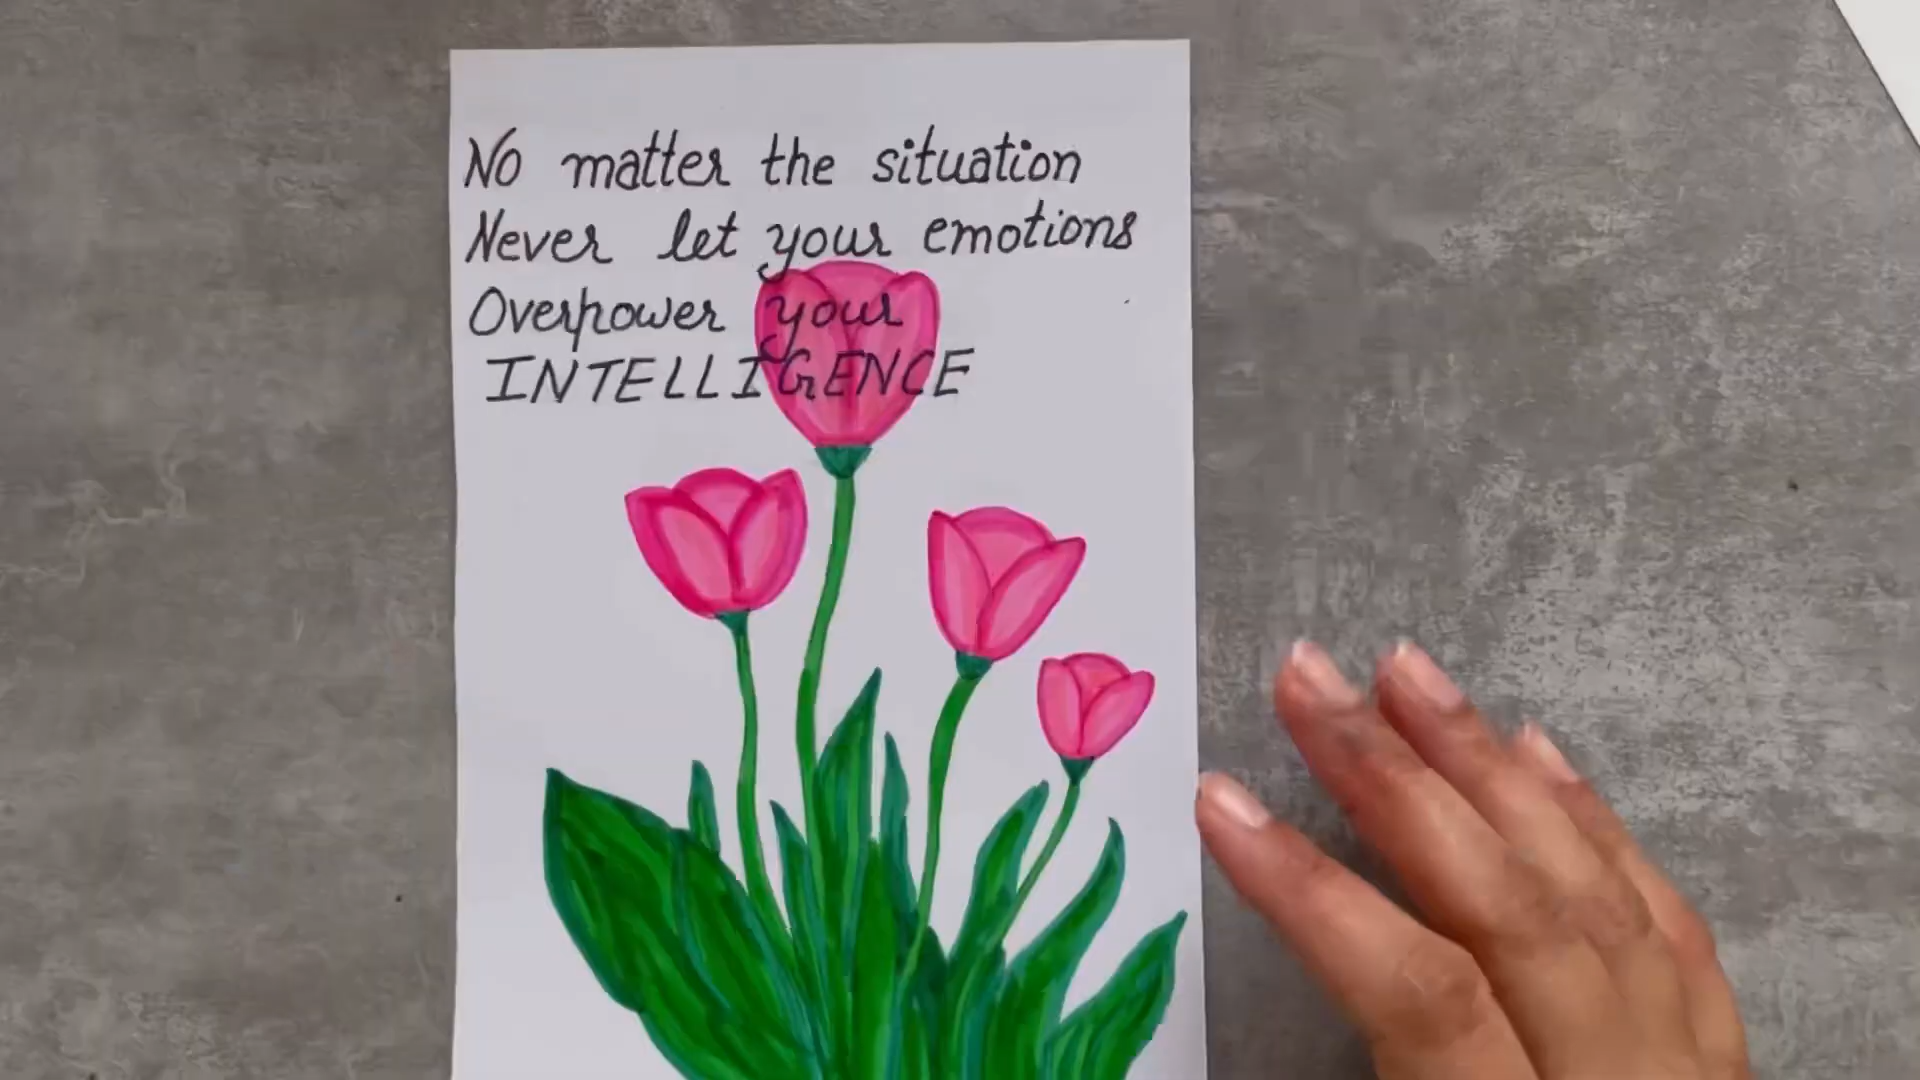 No matter the situation
Never let your emotions
Overpower your
INTELLIGENCE